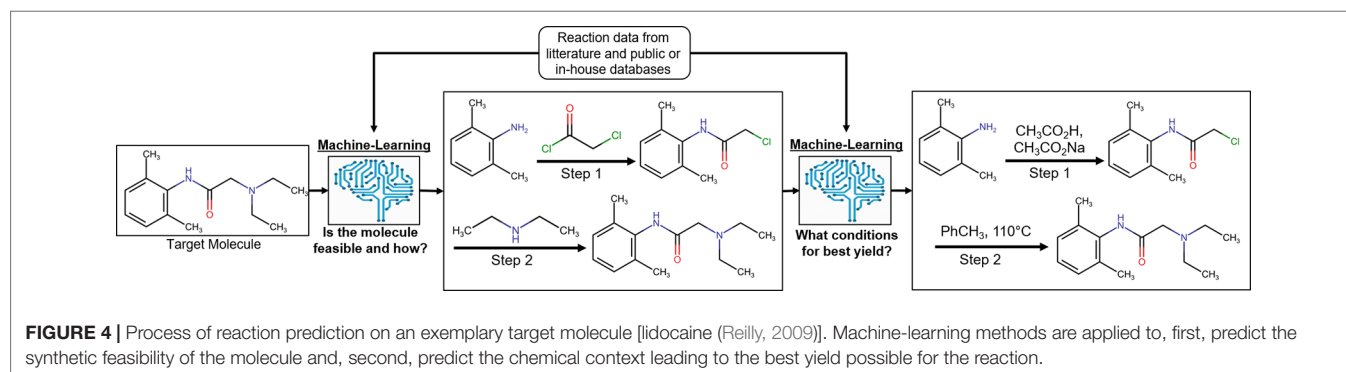 Reaction data from
litterature and public or
in-house databases
CH₃
NH
N
CH₃
O
CH₃
CH₃
Target Molecule
Machine-Learning
Is the molecule
feasible and how?
CH₃
NH₂
CH₃
O
Cl
Cl
Step 1
CH₃
NH
Cl
O
CH₃
H₃C
N
H
CH₃
Step 2
CH₃
NH
N
CH₃
O
CH₃
CH₃
Machine-Learning
What conditions
for best yield?
CH₃
NH₂
CH₃
CH₃CO₂H,
CH₃CO₂Na
Step 1
CH₃
NH
Cl
O
CH₃
PhCH₃, 110°C
Step 2
CH₃
NH
N
CH₃
O
CH₃
CH₃
FIGURE 4 | Process of reaction prediction on an exemplary target molecule [lidocaine (Reilly, 2009)]. Machine-learning methods are applied to, first, predict the
synthetic feasibility of the molecule and, second, predict the chemical context leading to the best yield possible for the reaction.